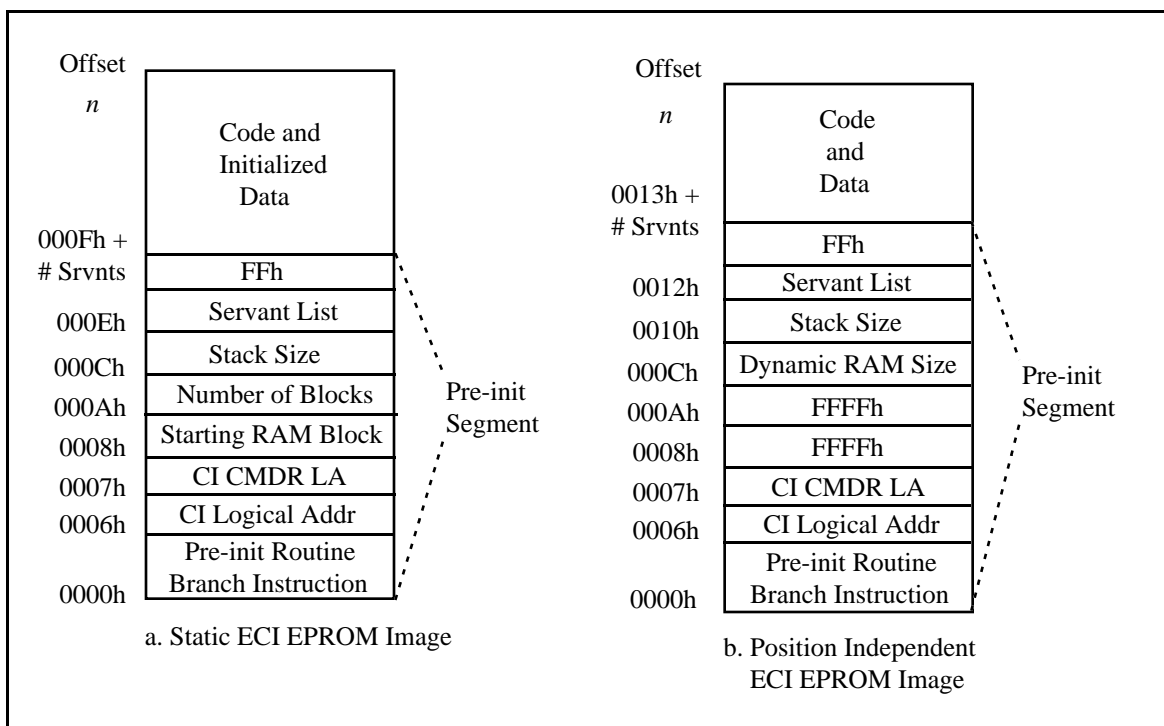 Offset
n
Code and
Initialized
Data
000Fh +
# Srvnts
FFh
Servant List
000Eh
Stack Size
000Ch
Number of Blocks
000Ah
Starting RAM Block
0008h
CI CMDR LA
0007h
CI Logical Addr
0006h
Pre-init Routine
Branch Instruction
0000h
Pre-init
Segment
a. Static ECI EPROM Image
Offset
n
Code
and
Data
0013h +
# Srvnts
FFh
Servant List
0012h
Stack Size
0010h
Dynamic RAM Size
000Ch
FFFFh
000Ah
FFFFh
0008h
CI CMDR LA
0007h
CI Logical Addr
0006h
Pre-init Routine
Branch Instruction
0000h
Pre-init
Segment
b. Position Independent
ECI EPROM Image